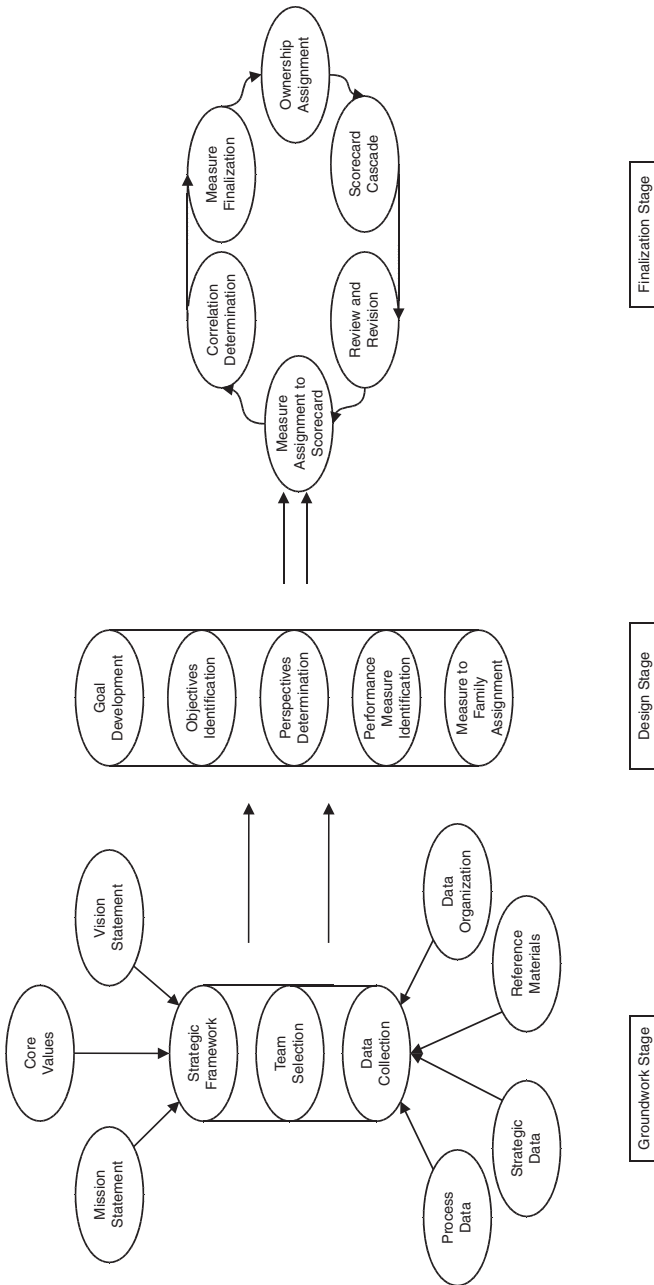 Mission
Statement
Core
Values
Vision
Statement
Strategic
Framework
Team
Selection
Data
Collection
Process
Data
Strategic
Data
Reference
Materials
Data
Organization
Groundwork Stage
Goal
Development
Objectives
Identification
Perspectives
Determination
Performance
Measure
Identification
Measure to
Family
Assignment
Design Stage
Measure
Assignment to
Scorecard
Correlation
Determination
Measure
Finalization
Ownership
Assignment
Scorecard
Cascade
Review and
Revision
Finalization Stage